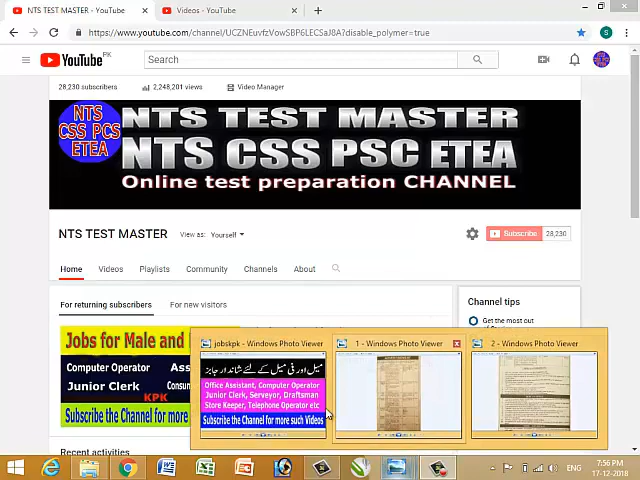 NTS TEST MASTER - YouTube
Videos - YouTube
https://www.youtube.com/channel/UCZNEuvfzVowSBP6LECSaJ8A?disable_polymer=true
YouTube PK
Search
28,230 subscribers
2,248,201 views
Video Manager
NTS
CSS PCS
ETEA
NTS TEST MASTER
NTS CSS PSC ETEA
Online test preparation CHANNEL
NTS TEST MASTER
View as: Yourself
Subscribe 28,230
Home Videos Playlists Community Channels About
For returning subscribers
For new visitors
Channel tips
Get the most out
Jobs for Male and
Computer Operator
Junior Clerk
KPK
Subscribe the Channel for more
Recent activities
jobskpk - Windows Photo Viewer
1 - Windows Photo Viewer
2 - Windows Photo Viewer
میل اور فی میل کے لئے شاندار جابز
Office Assistant, Computer Operator
Junior Clerk, Serveyor, Draftsman
Store Keeper, Telephone Operator etc
Subscribe the Channel for more such Videos
ENG
7:56 PM
17-12-2018